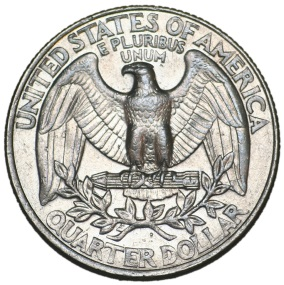 UNITED STATES OF AMERICA
E PLURIBUS
UNUM
QUARTER DOLLAR